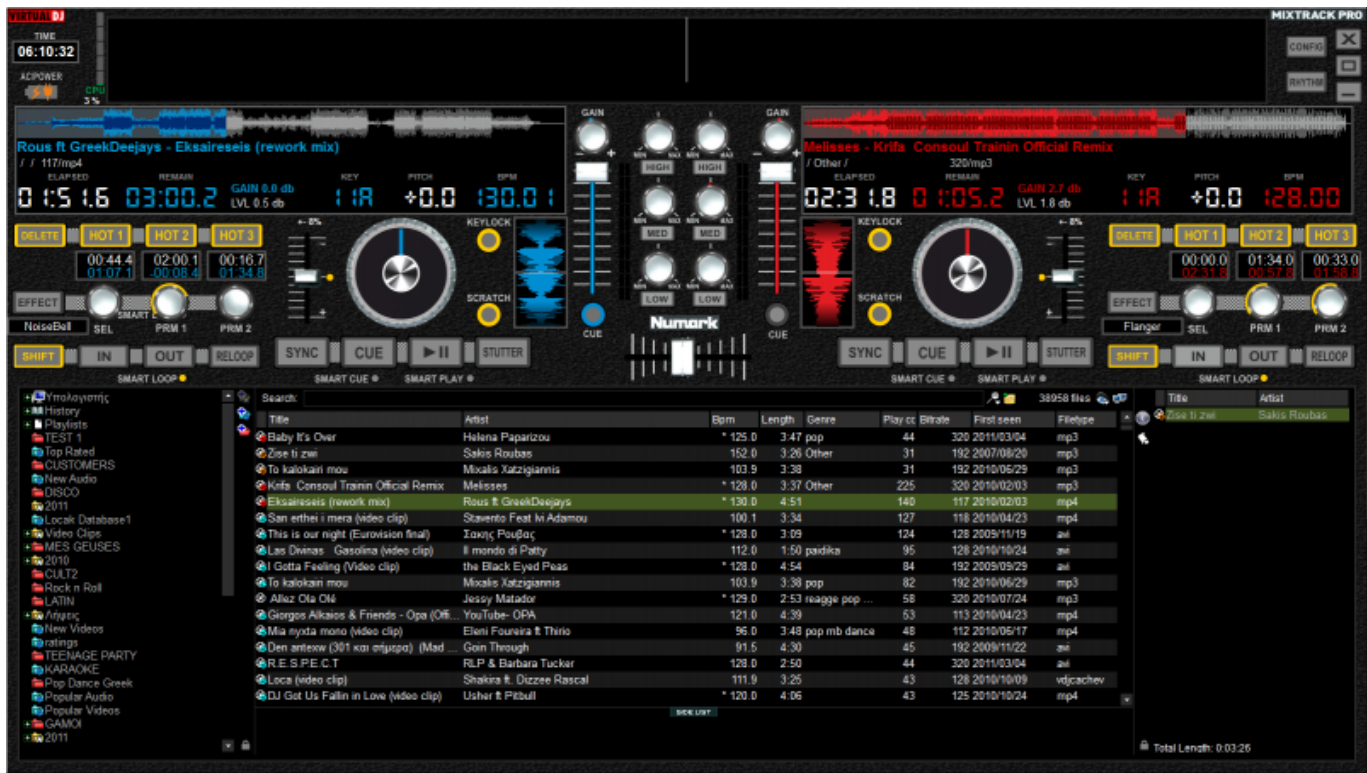 VIRTUAL DJ
MIXTRACK PRO
TIME
06:10:32
AC/POWER
CPU
3%
CONFIG
RHYTHM
Rous ft GreekDeejays - Eksaireseis (rework mix)
/ / 117/mp4
ELAPSED REMAIN KEY PITCH BPM
01:51.6 03:00.2 GAIN 0.0 db LVL 0.5 db 11A +0.0 130.01
GAIN GAIN
MIN MAX MIN MAX
HIGH HIGH
MIN MAX MIN MAX
MED MED
MIN MAX MIN MAX
LOW LOW
CUE CUE
Numark
Melisses - Krifa Consoul Trainin Official Remix
/ Other / 320/mp3
ELAPSED REMAIN KEY PITCH BPM
02:31.8 01:05.2 GAIN 2.7 db LVL 1.8 db 11A +0.0 128.00
DELETE HOT 1 HOT 2 HOT 3
00:44.4 02:00.1 00:16.7
01:07.1 -00:08.4 01:34.8
EFFECT
NoiseBell
SMART
SEL PRM 1 PRM 2
+- 8%
KEYLOCK
SCRATCH
SHIFT IN OUT RELOOP
SMART LOOP
SYNC CUE ►II STUTTER
SMART CUE SMART PLAY
KEYLOCK
SCRATCH
+- 8%
DELETE HOT 1 HOT 2 HOT 3
00:00.0 01:34.0 00:33.0
02:31.8 00:57.8 01:58.8
EFFECT
Flanger
SEL PRM 1 PRM 2
SYNC CUE ►II STUTTER
SMART CUE SMART PLAY
SHIFT IN OUT RELOOP
SMART LOOP
Υπολογιστής
History
Playlists
TEST 1
Top Rated
CUSTOMERS
New Audio
DISCO
2011
Locak Database1
Video Clips
MES GEUSES
2010
CULT2
Rock n Roll
LATIN
Λήψεις
New Videos
ratings
TEENAGE PARTY
KARAOKE
Pop Dance Greek
Popular Audio
Popular Videos
GAMOI
2011
Search: 38958 files
Title Artist Bpm Length Genre Play cc Bitrate First seen Filetype
Baby It's Over Helena Paparizou * 125.0 3:47 pop 44 320 2011/03/04 mp3
Zise ti zwi Sakis Roubas 152.0 3:26 Other 31 192 2007/08/20 mp3
To kalokairi mou Mixalis Xatzigiannis 103.9 3:38 31 192 2010/06/29 mp3
Krifa Consoul Trainin Official Remix Melisses * 128.0 3:37 Other 225 320 2010/02/03 mp3
Eksaireseis (rework mix) Rous ft GreekDeejays * 130.0 4:51 140 117 2010/02/03 mp4
San erthei i mera (video clip) Stavento Feat Ivi Adamou 100.1 3:34 127 118 2010/04/23 mp4
This is our night (Eurovision final) Σακης Ρουβας * 128.0 3:09 124 128 2009/11/19 avi
Las Divinas Gasolina (video clip) Il mondo di Patty 112.0 1:50 paidika 95 128 2010/10/24 avi
I Gotta Feeling (Video clip) the Black Eyed Peas * 128.0 4:54 84 192 2009/09/29 avi
To kalokairi mou Mixalis Xatzigiannis * 103.9 3:38 pop 82 192 2010/06/29 mp3
Allez Ola Olé Jessy Matador * 129.0 2:53 reagge pop ... 58 320 2010/07/24 mp3
Giorgos Alkaios & Friends - Opa (Offi... YouTube- OPA 121.0 4:39 53 113 2010/04/23 mp4
Mia nyxta mono (video clip) Eleni Foureira ft Thirio 96.0 3:48 pop rnb dance 48 112 2010/06/17 mp4
Den antexw (301 και σήμερα) (Mad ... Goin Through 91.5 4:30 45 192 2009/11/22 avi
R.E.S.P.E.C.T RLP & Barbara Tucker 128.0 2:50 44 320 2011/03/04 avi
Loca (video clip) Shakira ft. Dizzee Rascal 111.9 3:25 43 128 2010/10/09 vdjcachev
DJ Got Us Fallin in Love (video clip) Usher ft Pitbull * 120.0 4:06 43 125 2010/10/24 mp4
SIDE LIST
Title Artist
Zise ti zwi Sakis Roubas
Total Length: 0:03:26